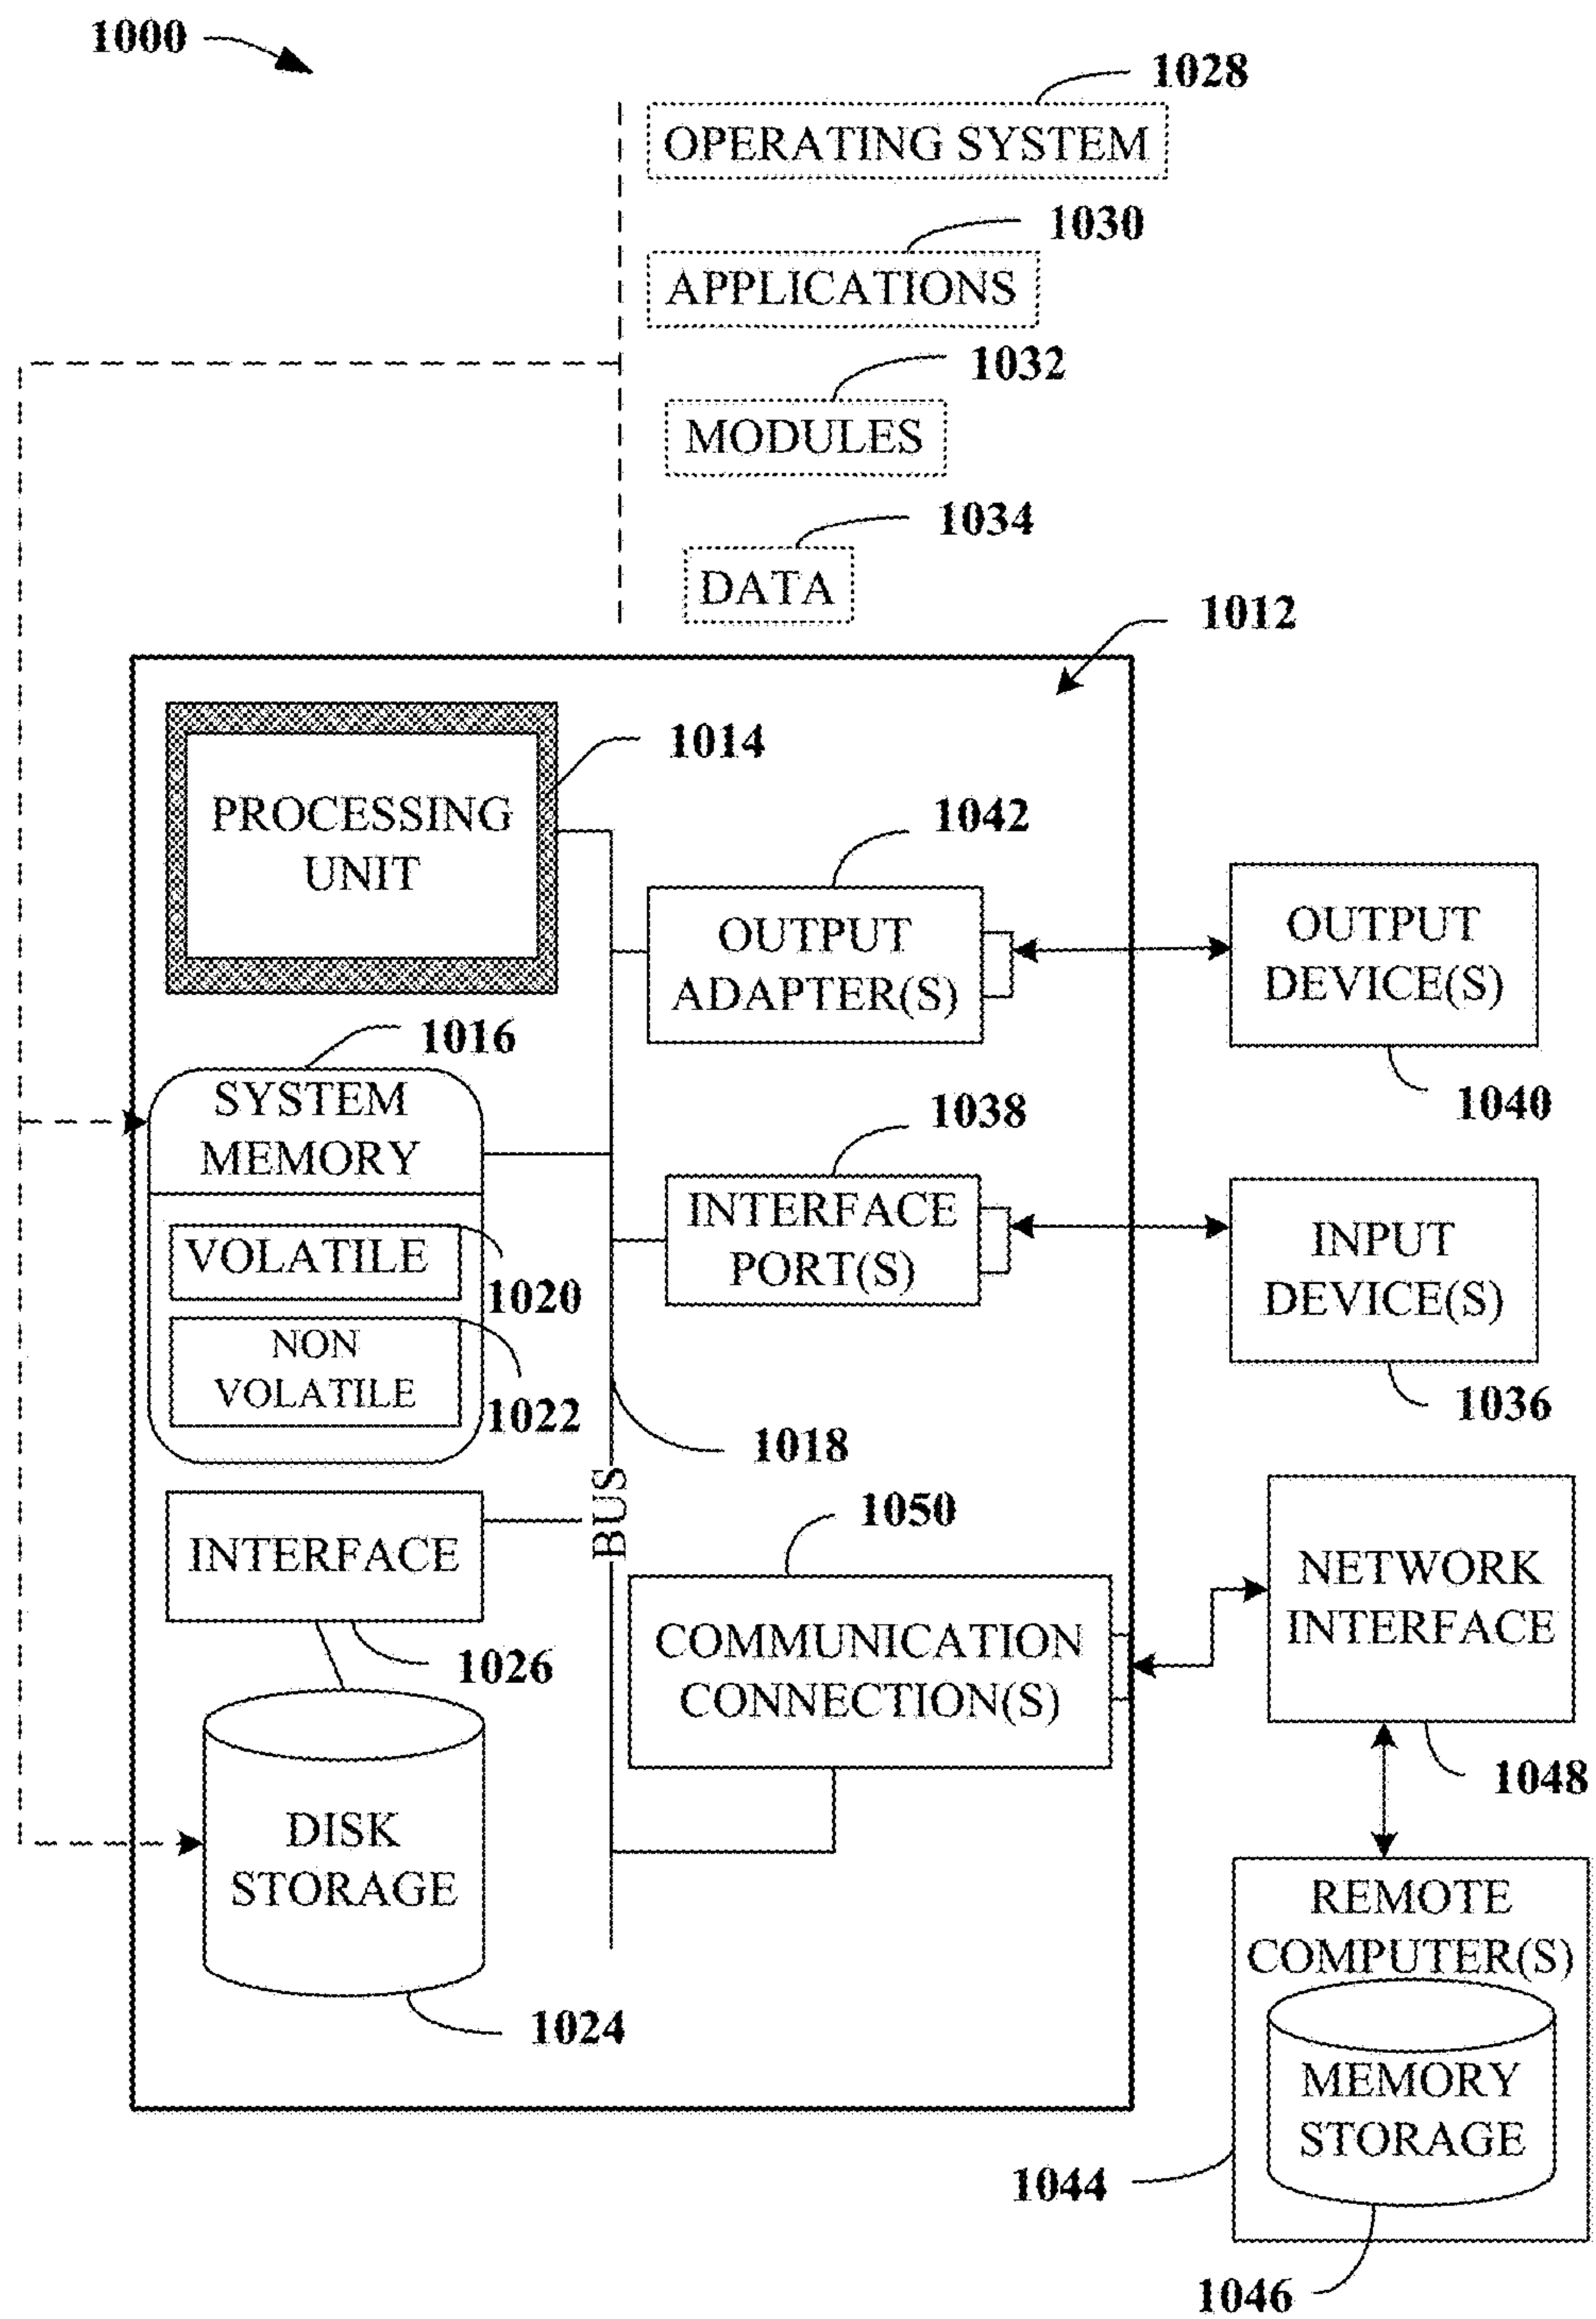 1000
1028
OPERATING SYSTEM
1030
APPLICATIONS
1032
MODULES
1034
DATA
1012
1014
PROCESSING
UNIT
1042
OUTPUT
ADAPTER(S)
OUTPUT
DEVICE(S)
1040
1016
SYSTEM
MEMORY
VOLATILE
1020
NON
VOLATILE
1022
1038
INTERFACE
PORT(S)
INPUT
DEVICE(S)
1036
1018
BUS
INTERFACE
1026
1050
COMMUNICATION
CONNECTION(S)
NETWORK
INTERFACE
1048
DISK
STORAGE
1024
REMOTE
COMPUTER(S)
MEMORY
STORAGE
1044
1046